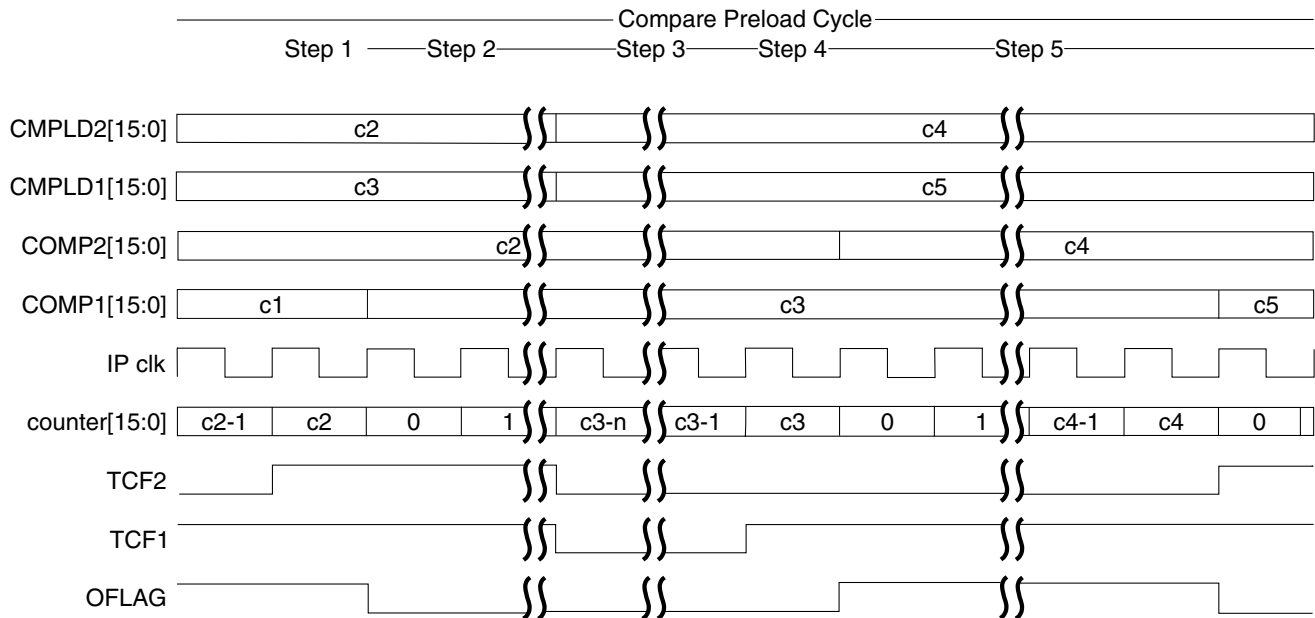 Compare Preload Cycle
Step 1 Step 2 Step 3 Step 4 Step 5
CMPLD2[15:0] c2 c4
CMPLD1[15:0] c3 c5
COMP2[15:0] c2 c4
COMP1[15:0] c1 c3 c5
IP clk
counter[15:0] c2-1 c2 0 1 c3-n c3-1 c3 0 1 c4-1 c4 0
TCF2
TCF1
OFLAG